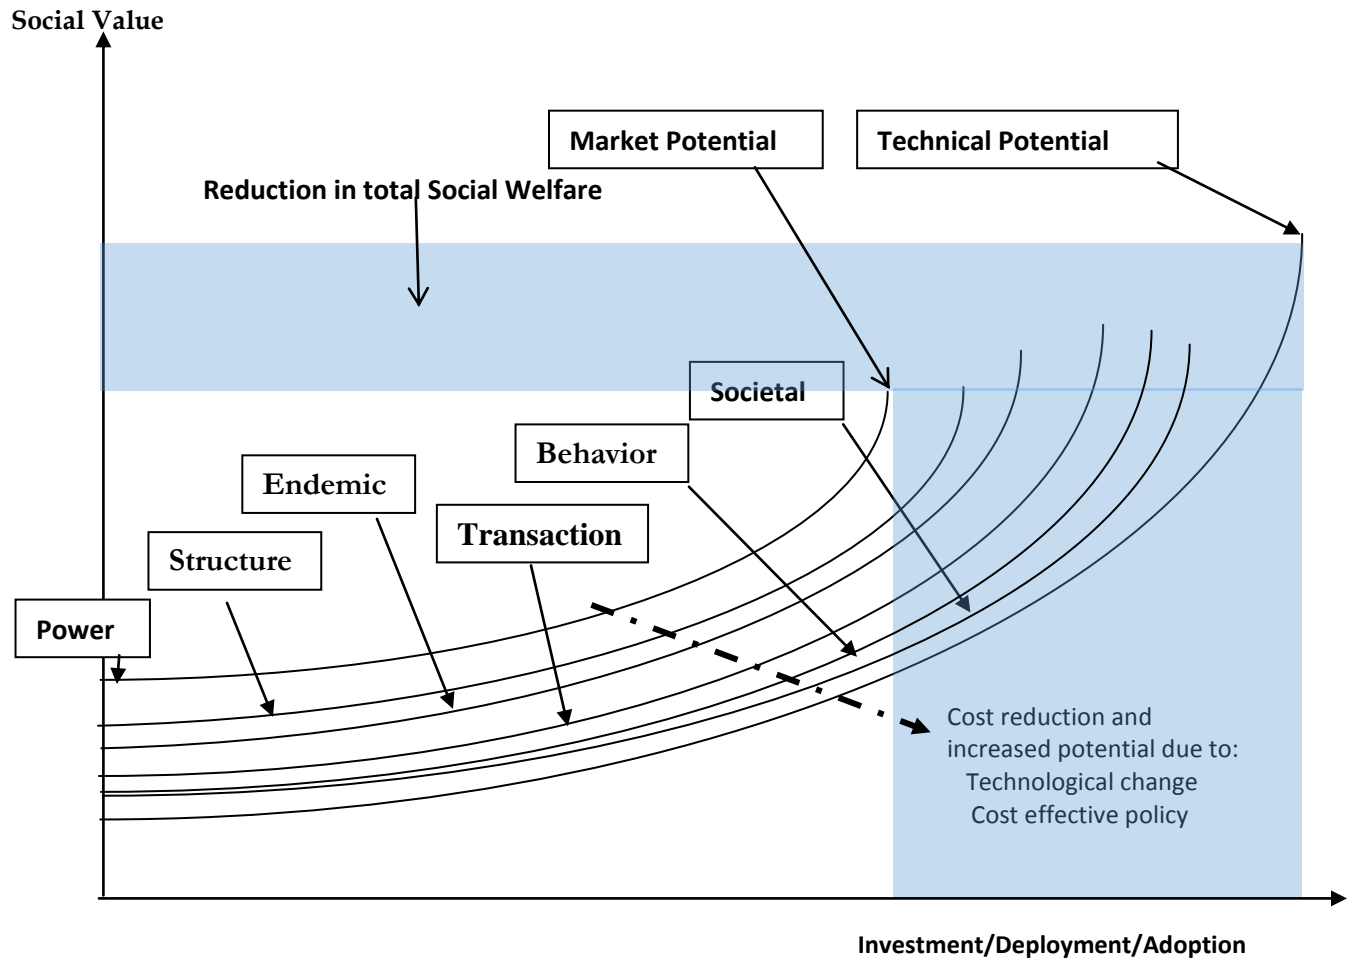 Social Value
Market Potential
Technical Potential
Reduction in total Social Welfare
Societal
Behavior
Endemic
Transaction
Structure
Power
Cost reduction and
increased potential due to:
Technological change
Cost effective policy
Investment/Deployment/Adoption